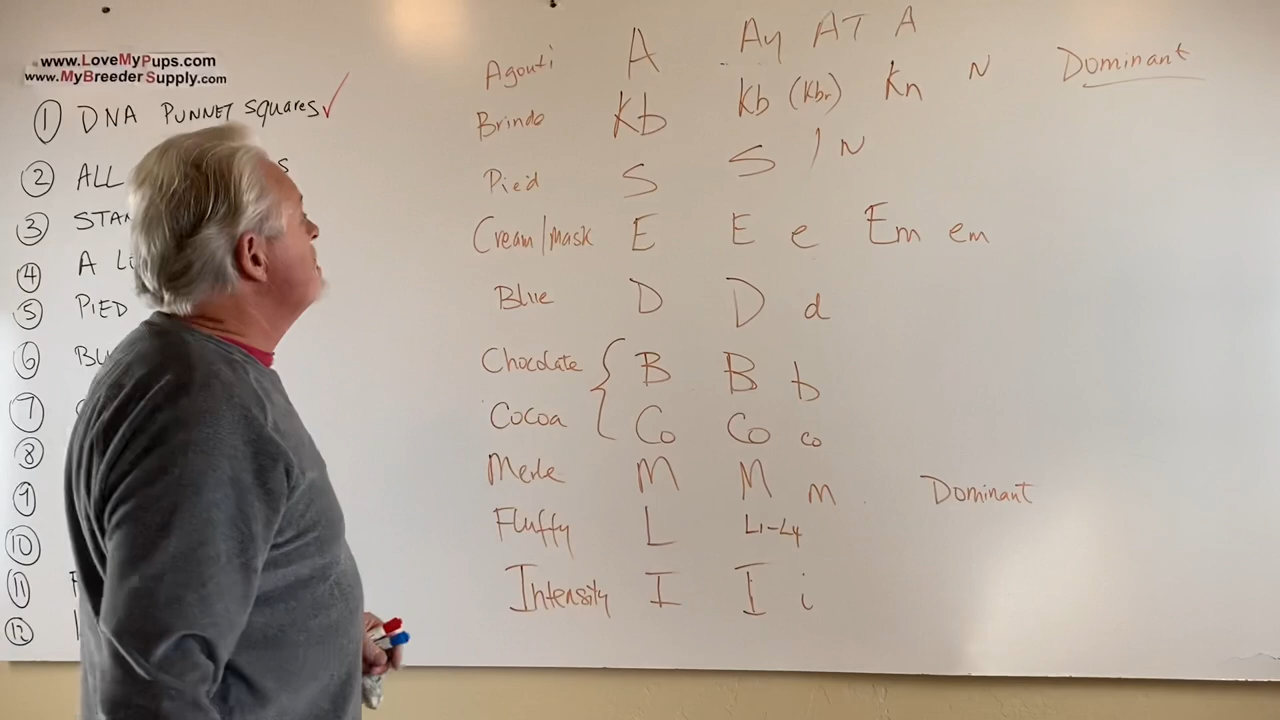 www.LoveMyPups.com
www.MyBreederSupply.com
① DNA PUNNET squares ✓
② ALL
③
④ A
⑤ PIED
⑥
⑦
⑧
⑨
⑩
⑪
⑫
Agouti A Ay AT A
Dominant
Brindo Kb Kb (Kbr) Kn N
Pied S S / N
Cream/Mask E E e Em em
Blue D D d
Chocolate B B b
Cocoa Co Co co
Merle M M m Dominant
Fluffy L L1-L4
Intensity I I i